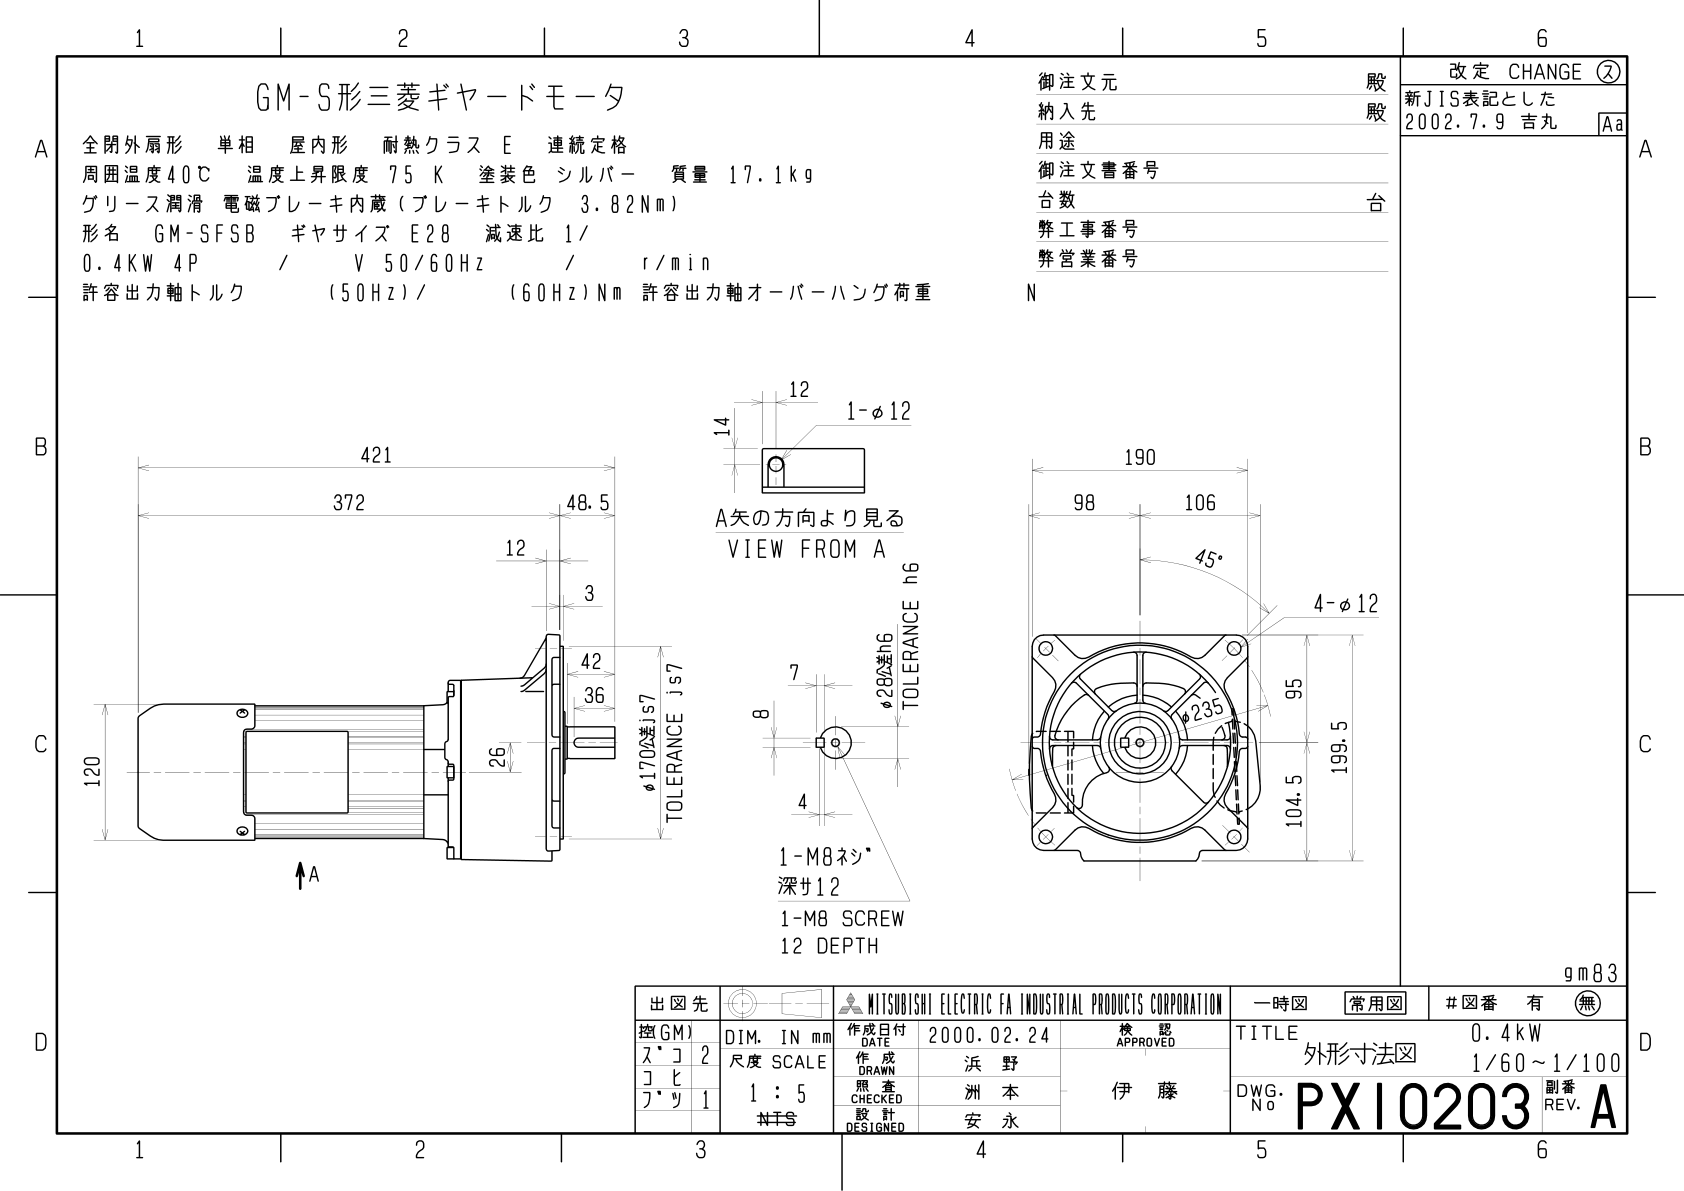 1 2 3 4 5 6
GM-S形三菱ギヤードモータ
全閉外扇形 単相 屋内形 耐熱クラス E 連続定格
周囲温度40℃ 温度上昇限度 75 K 塗装色 シルバー 質量 17.1kg
グリース潤滑 電磁ブレーキ内蔵(ブレーキトルク 3.82Nm)
形名 GM-SFSB ギヤサイズ E28 減速比 1/
0.4KW 4P / V 50/60Hz / r/min
許容出力軸トルク (50Hz)/ (60Hz)Nm 許容出力軸オーバーハング荷重 N
御注文元 殿
納入先 殿
用途
御注文書番号
台数 台
弊工事番号
弊営業番号
改定 CHANGE ス
新JIS表記とした
2002.7.9 吉丸 Aa
A A
B B
C C
D D
421
372
48.5
12
3
42
36
26
120
φ170公差js7
TOLERANCE js7
A
12
14
1-φ12
A矢の方向より見る
VIEW FROM A
7
8
4
φ28公差h6
TOLERANCE h6
1-M8ネジ
深サ12
1-M8 SCREW
12 DEPTH
190
98
106
45°
4-φ12
φ235
95
104.5
199.5
gm83
出図先
控(GM)
ズコ 2
コヒ
ブツ 1
DIM. IN mm
尺度 SCALE
1 : 5
NTS
MITSUBISHI ELECTRIC FA INDUSTRIAL PRODUCTS CORPORATION
作成日付 DATE 2000.02.24
作成 DRAWN 浜野
照査 CHECKED 洲本
設計 DESIGNED 安永
検認 APPROVED
伊藤
一時図 常用図 #図番 有 無
TITLE 0.4kW
外形寸法図 1/60~1/100
DWG. No PX10203 副番 REV. A
1 2 3 4 5 6